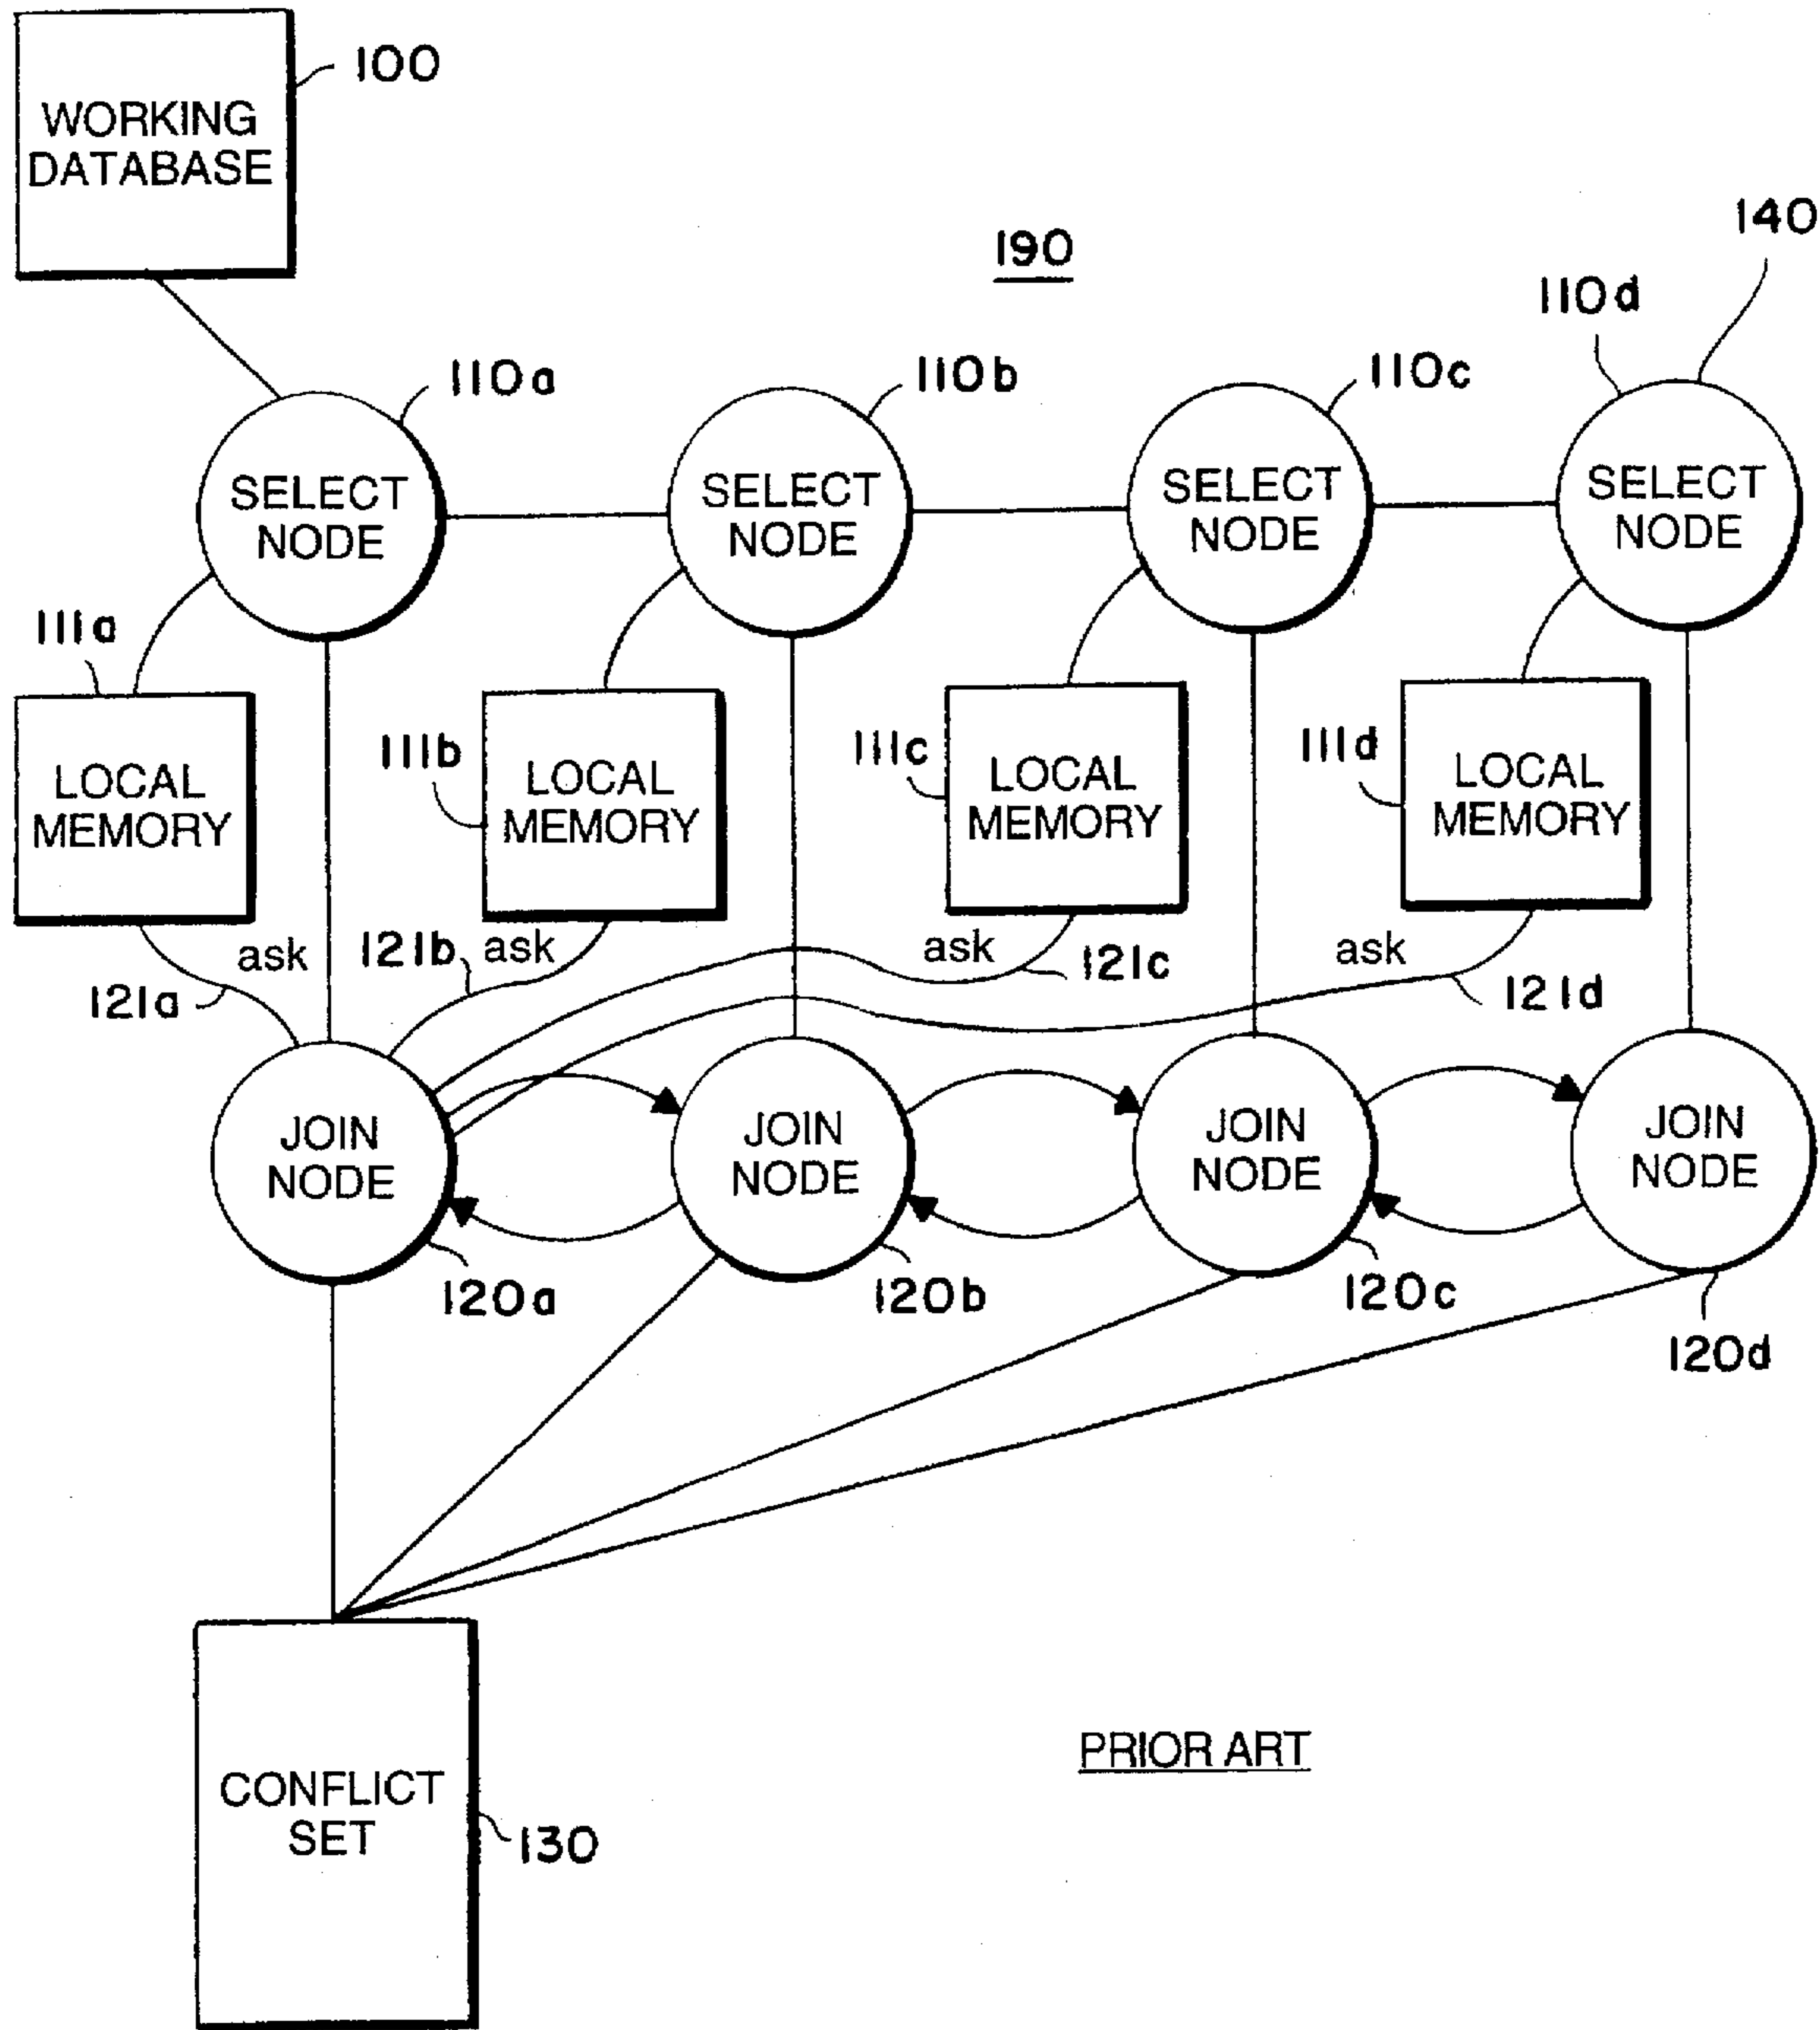 100
WORKING
DATABASE
190
140
110d
110a
110b
110c
SELECT
NODE
SELECT
NODE
SELECT
NODE
SELECT
NODE
111a
111b
111c
111d
LOCAL
MEMORY
LOCAL
MEMORY
LOCAL
MEMORY
LOCAL
MEMORY
ask
121b
ask
ask
121c
ask
121a
121d
JOIN
NODE
JOIN
NODE
JOIN
NODE
JOIN
NODE
120a
120b
120c
120d
PRIOR ART
CONFLICT
SET
130